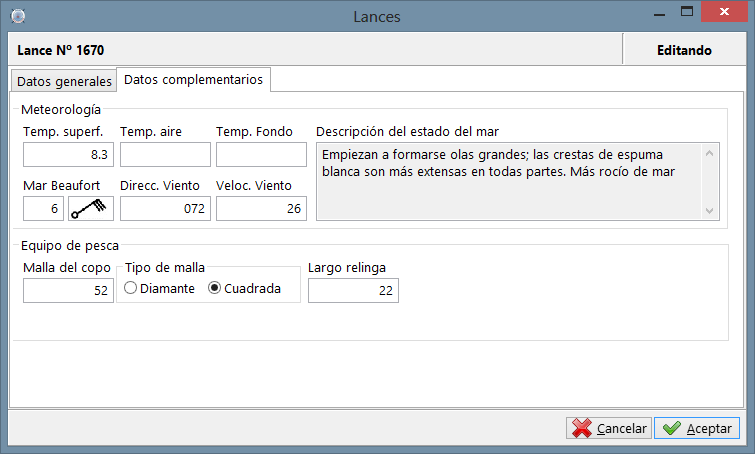 Lances
Lance Nº 1670
Editando
Datos generales
Datos complementarios
Meteorología
Temp. superf.
Temp. aire
Temp. Fondo
Descripción del estado del mar
8.3
Empiezan a formarse olas grandes; las crestas de espuma
blanca son más extensas en todas partes. Más rocío de mar
Mar Beaufort
Direcc. Viento
Veloc. Viento
6
072
26
Equipo de pesca
Malla del copo
Tipo de malla
Largo relinga
52
Diamante
Cuadrada
22
Cancelar
Aceptar